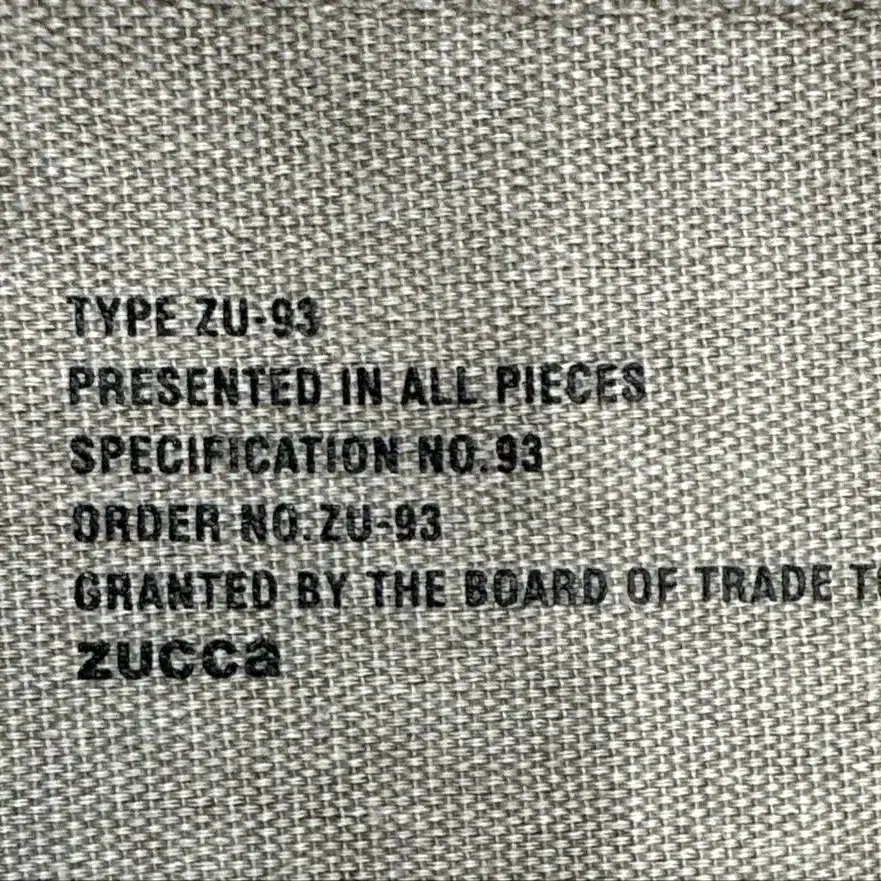 TYPE ZU-93
PRESENTED IN ALL PIECES
SPECIFICATION NO.93
ORDER NO.ZU-93
GRANTED BY THE BOARD OF TRADE
zucca